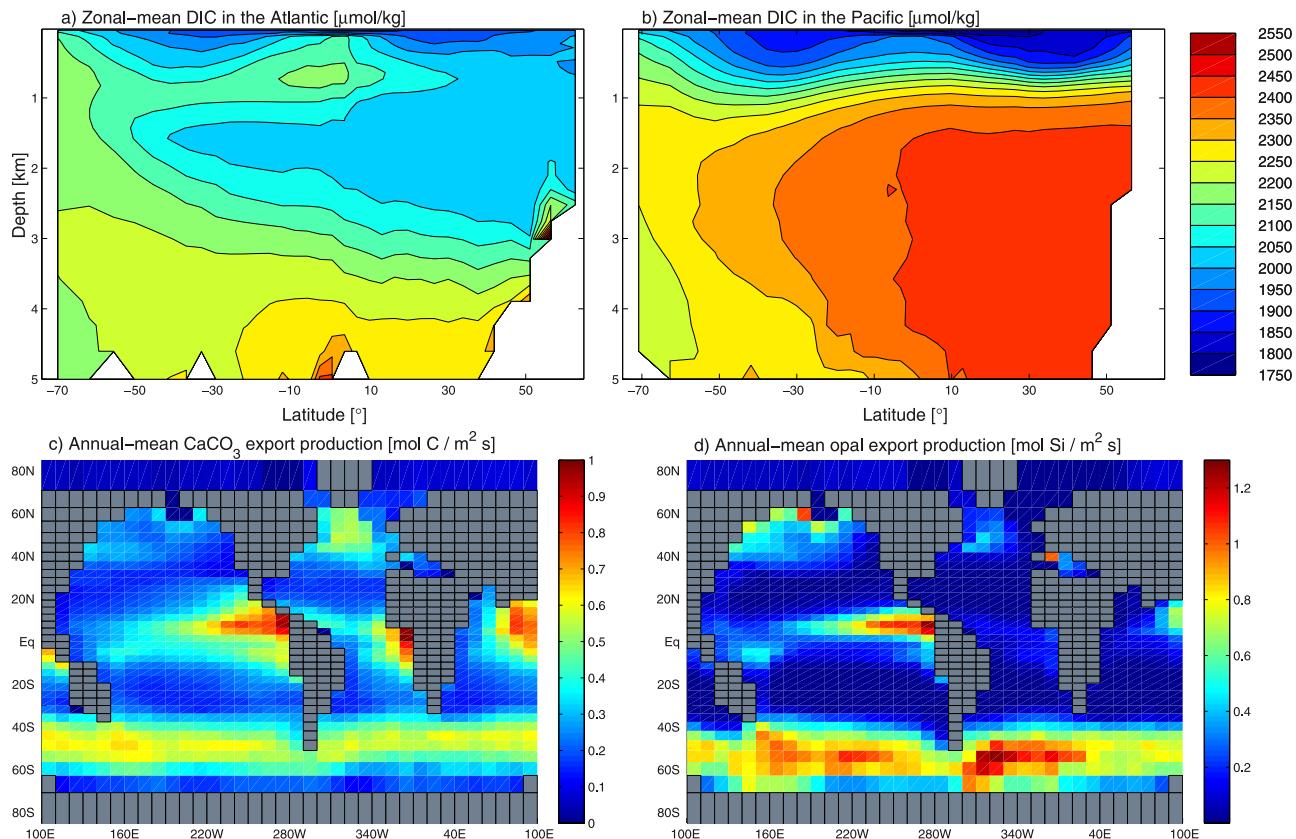 a) Zonal−mean DIC in the Atlantic [μmol/kg]
b) Zonal−mean DIC in the Pacific [μmol/kg]
Depth [km]
1
2
3
4
5
−70
−50
−30
−10
10
30
50
Latitude [°]
1
2
3
4
5
−70
−50
−30
−10
10
30
50
Latitude [°]
2550
2450
2400
2300
2200
2150
2100
2050
2000
1950
1850
1800
1750
c) Annual−mean CaCO3 export production [mol C / m2 s]
80N
60N
40N
20N
Eq
20S
40S
60S
80S
100E
160E
220W
280W
340W
40E
100E
1
0.9
0.8
0.7
0.6
0.5
0.4
0.3
0.2
0.1
0
d) Annual−mean opal export production [mol Si / m2 s]
80N
60N
40N
20N
Eq
20S
40S
60S
80S
100E
160E
220W
280W
340W
40E
100E
1.2
1
0.8
0.6
0.4
0.2